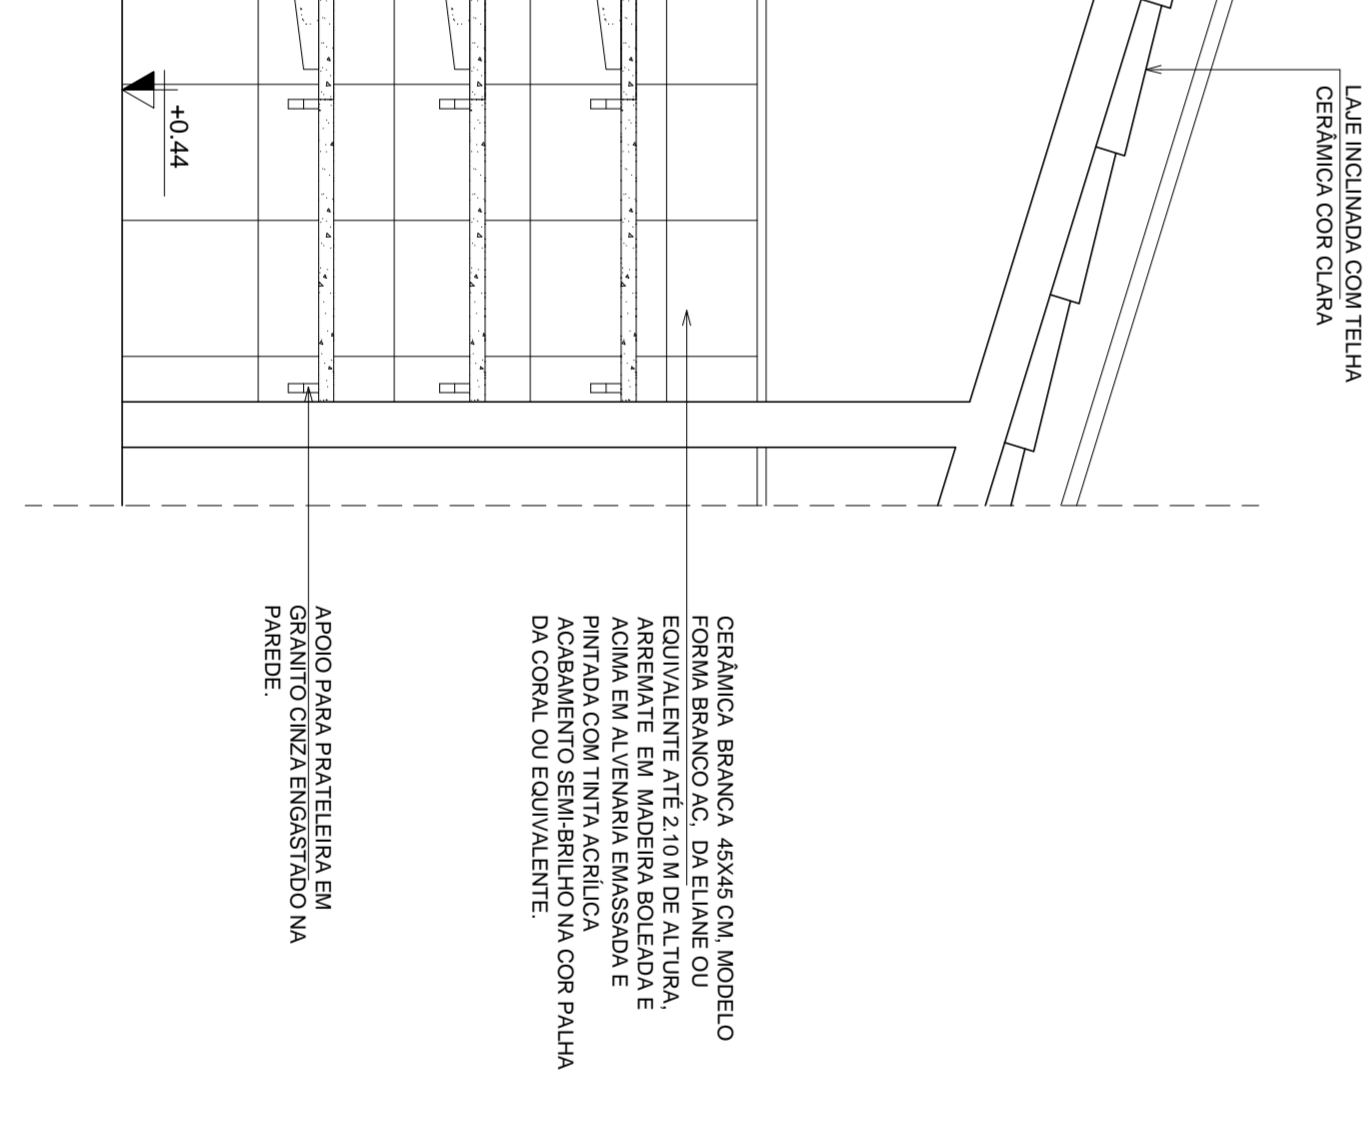 LAJE INCLINADA COM TELHA
CERÂMICA COR CLARA
+0.44
CERÂMICA BRANCA 45X45 CM, MODELO
FORMA BRANCO AC, DA ELIANE OU
EQUIVALENTE ATÉ 2.10 M DE ALTURA,
ARREMATE EM MADEIRA BOLEADA E
ACIMA EM ALVENARIA EMASSADA E
PINTADA COM TINTA ACRÍLICA
ACABAMENTO SEMI-BRILHO NA COR PALHA
DA CORAL OU EQUIVALENTE.
APOIO PARA PRATELEIRA EM
GRANITO CINZA ENGASTADO NA
PAREDE.